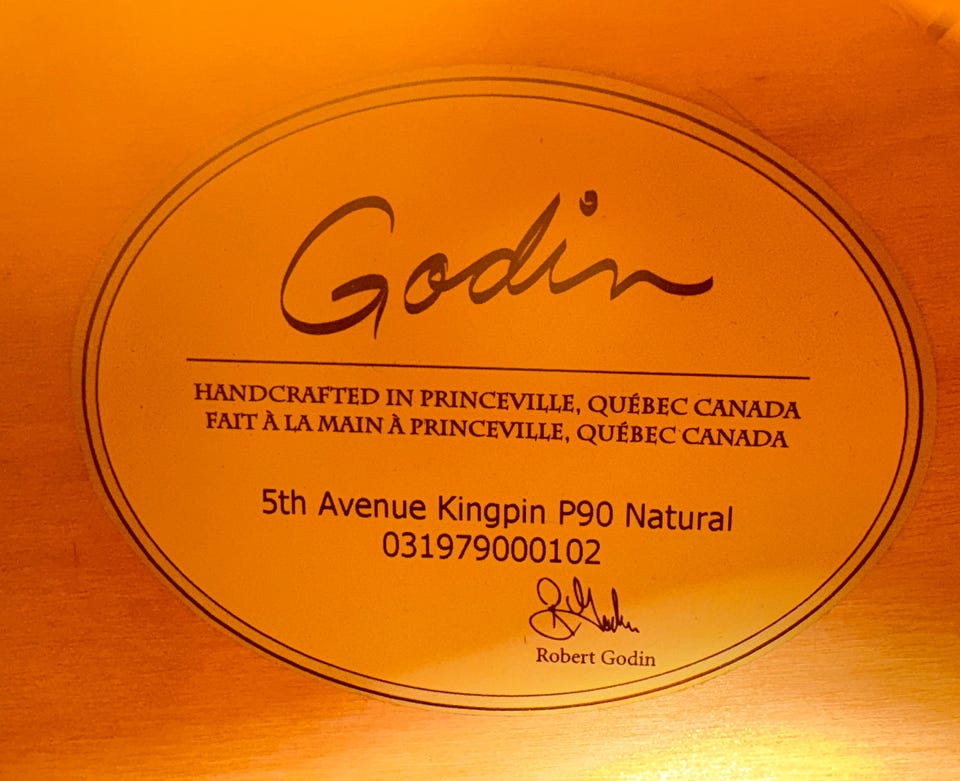 Godin
HANDCRAFTED IN PRINCEVILLE, QUÉBEC CANADA
FAIT À LA MAIN À PRINCEVILLE, QUÉBEC CANADA
5th Avenue Kingpin P90 Natural
031979000102
R Godin
Robert Godin